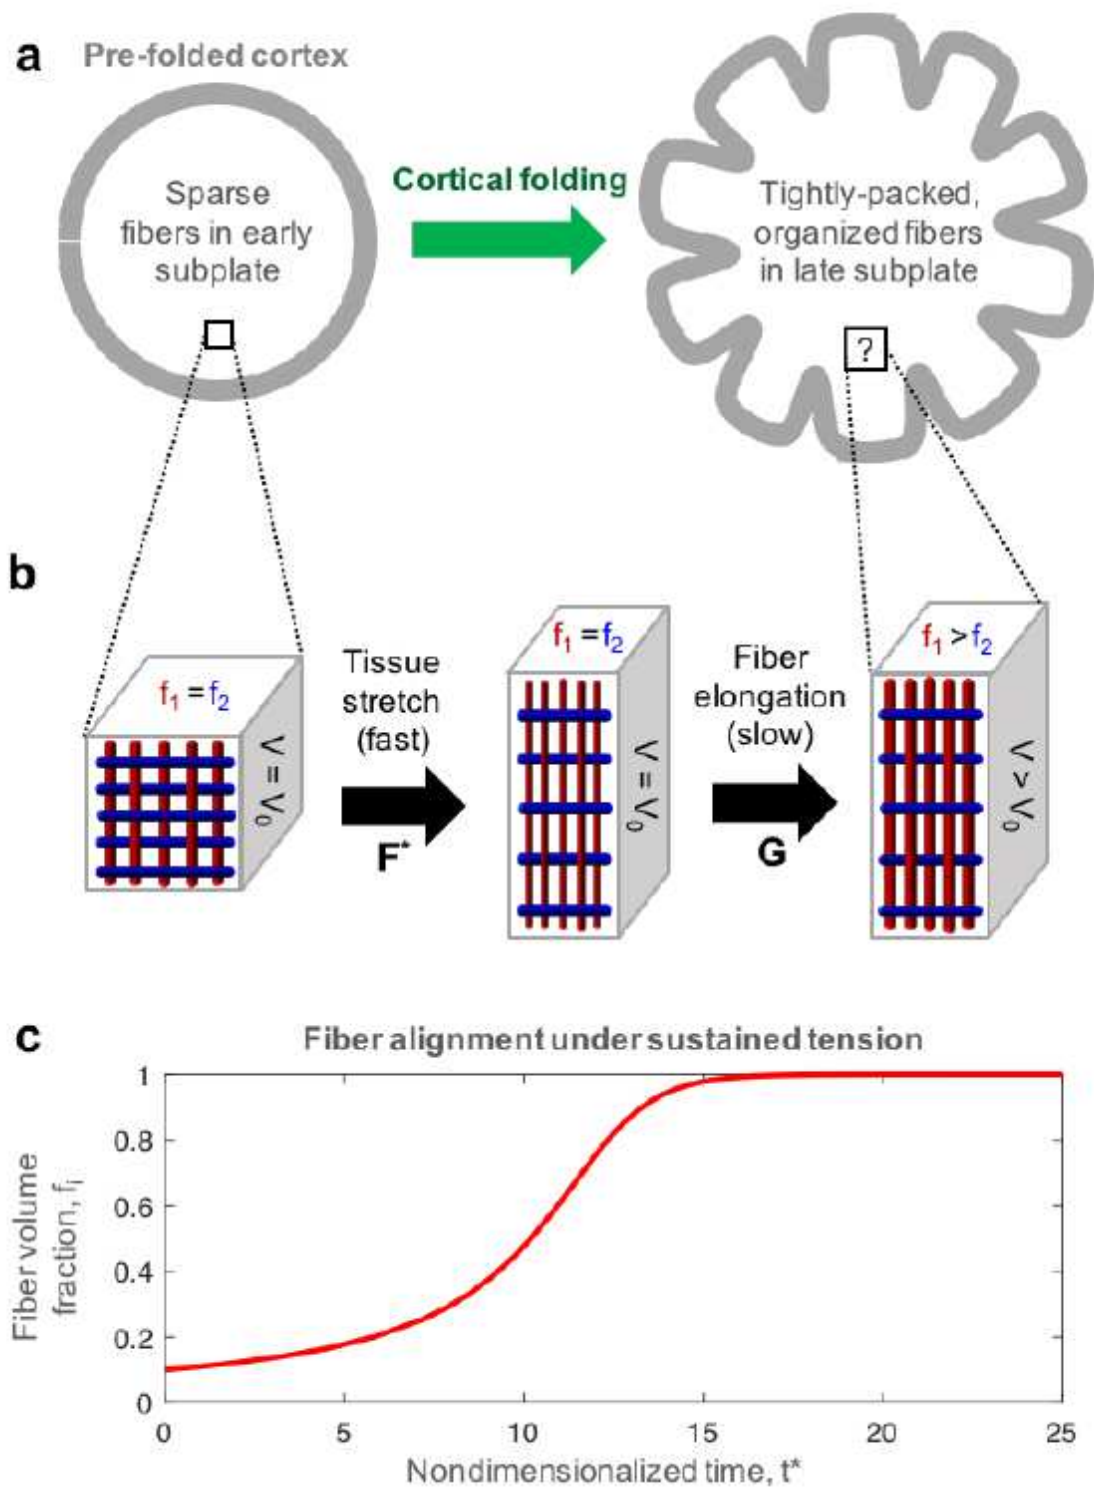 a
Pre-folded cortex
Sparse
fibers in early
subplate
Cortical folding
Tightly-packed,
organized fibers
in late subplate
?
b
f₁ = f₂
V = V₀
Tissue
stretch
(fast)
F*
f₁ = f₂
V = V₀
Fiber
elongation
(slow)
G
f₁ > f₂
V > V₀
c
Fiber alignment under sustained tension
Fiber volume
fraction, fᵢ
1
0.8
0.6
0.4
0.2
0
0 5 10 15 20 25
Nondimensionalized time, t*